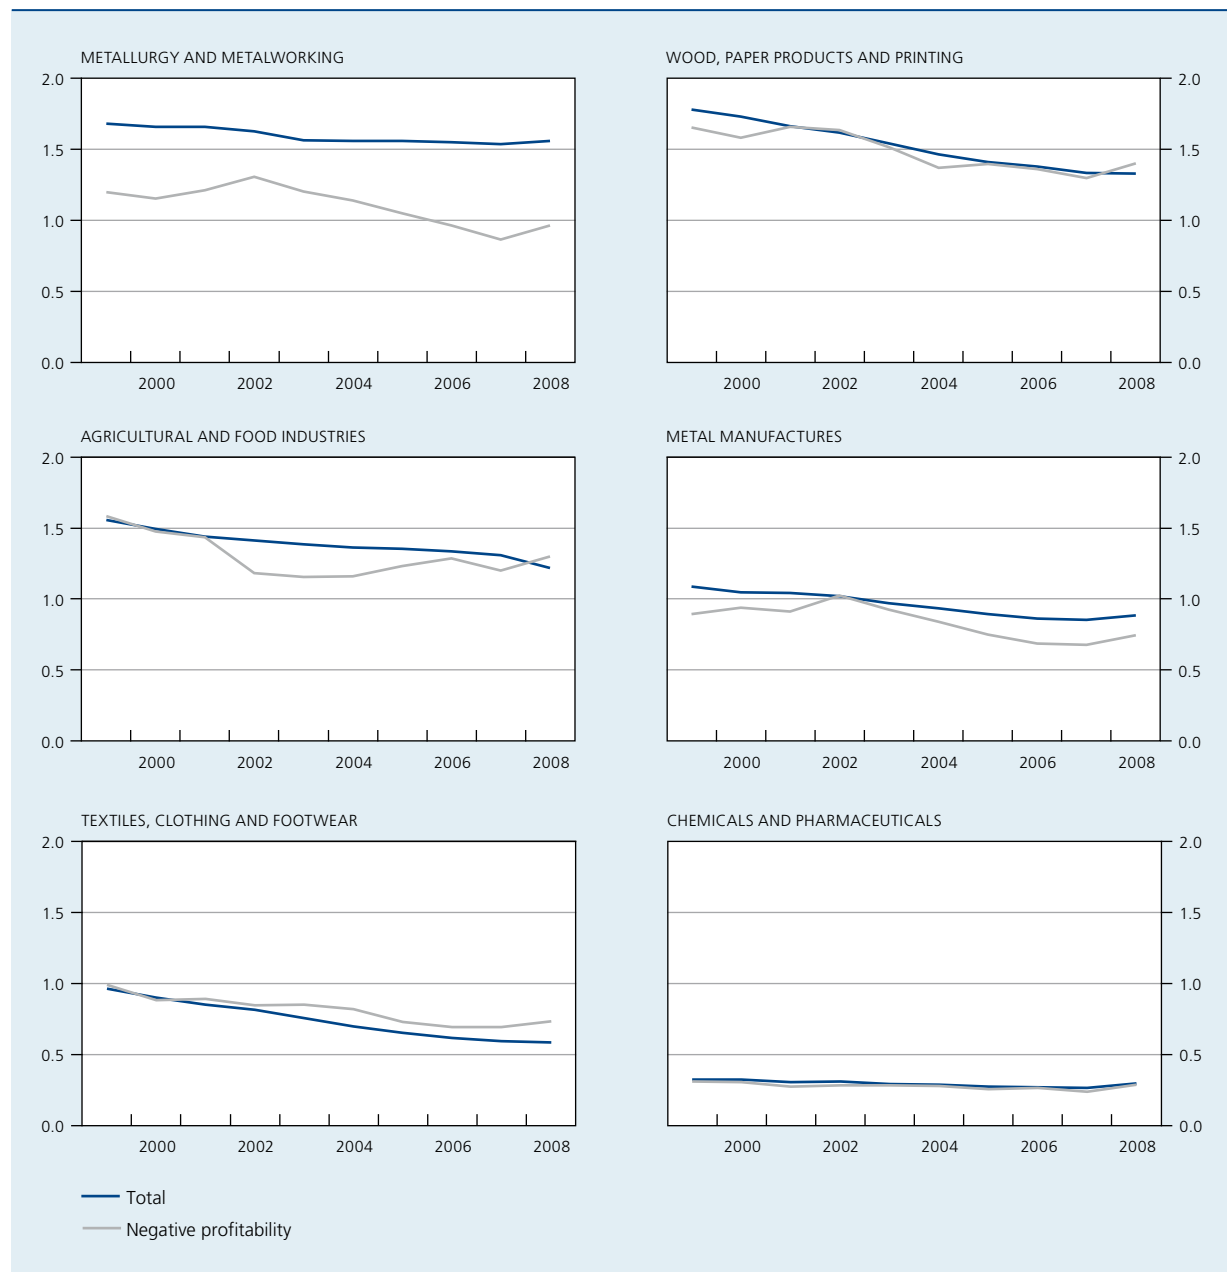 METALLURGY AND METALWORKING
2.0
1.5
1.0
0.5
0.0
2000 2002 2004 2006 2008
WOOD, PAPER PRODUCTS AND PRINTING
2.0
1.5
1.0
0.5
0.0
2000 2002 2004 2006 2008
AGRICULTURAL AND FOOD INDUSTRIES
2.0
1.5
1.0
0.5
0.0
2000 2002 2004 2006 2008
METAL MANUFACTURES
2.0
1.5
1.0
0.5
0.0
2000 2002 2004 2006 2008
TEXTILES, CLOTHING AND FOOTWEAR
2.0
1.5
1.0
0.5
0.0
2000 2002 2004 2006 2008
CHEMICALS AND PHARMACEUTICALS
2.0
1.5
1.0
0.5
0.0
2000 2002 2004 2006 2008
Total
Negative profitability